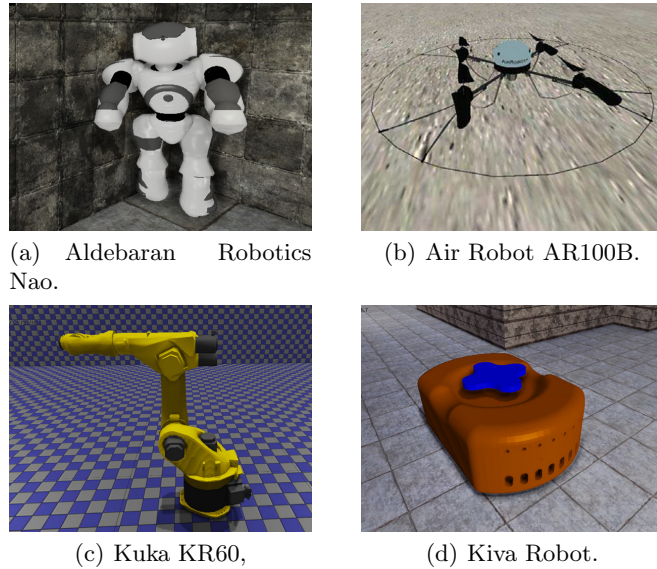 (a) Aldebaran Robotics
Nao.
(b) Air Robot AR100B.
(c) Kuka KR60,
(d) Kiva Robot.